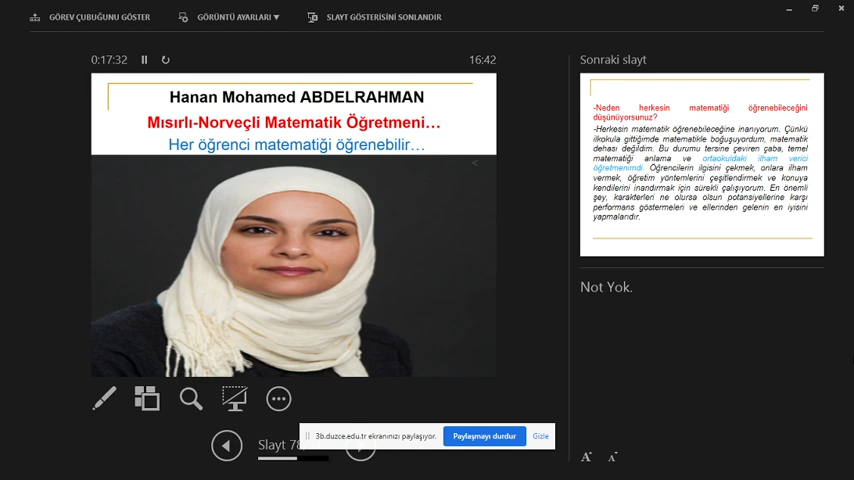 GÖREV ÇUBUĞUNU GÖSTER
GÖRÜNTÜ AYARLARI ▼
SLAYT GÖSTERİSİNİ SONLANDIR
0:17:32
16:42
Hanan Mohamed ABDELRAHMAN
Mısırlı-Norveçli Matematik Öğretmeni…
Her öğrenci matematiği öğrenebilir…
Sonraki slayt
-Neden herkesin matematiği öğrenebileceğini
düşünüyorsunuz?
-Herkesin matematik öğrenebileceğine inanıyorum. Çünkü
ilkokula gittiğimde matematikle boğuşuyordum, matematik
dehası değildim. Bu durumu tersine çeviren çaba, temel
matematiği anlama ve ortaokuldaki ilham verici
öğretmenimdi. Öğrencilerin ilgisini çekmek, onlara ilham
vermek, öğretim yöntemlerini çeşitlendirmek ve konuya
kendilerini inandırmak için sürekli çalışıyorum. En önemli
şey, karakterleri ne olursa olsun potansiyellerine karşı
performans göstermeleri ve ellerinden gelenin en iyisini
yapmalarıdır.
Not Yok.
Slayt 78
3b.duzce.edu.tr ekranınızı paylaşıyor.
Paylaşmayı durdur
Gizle
A A